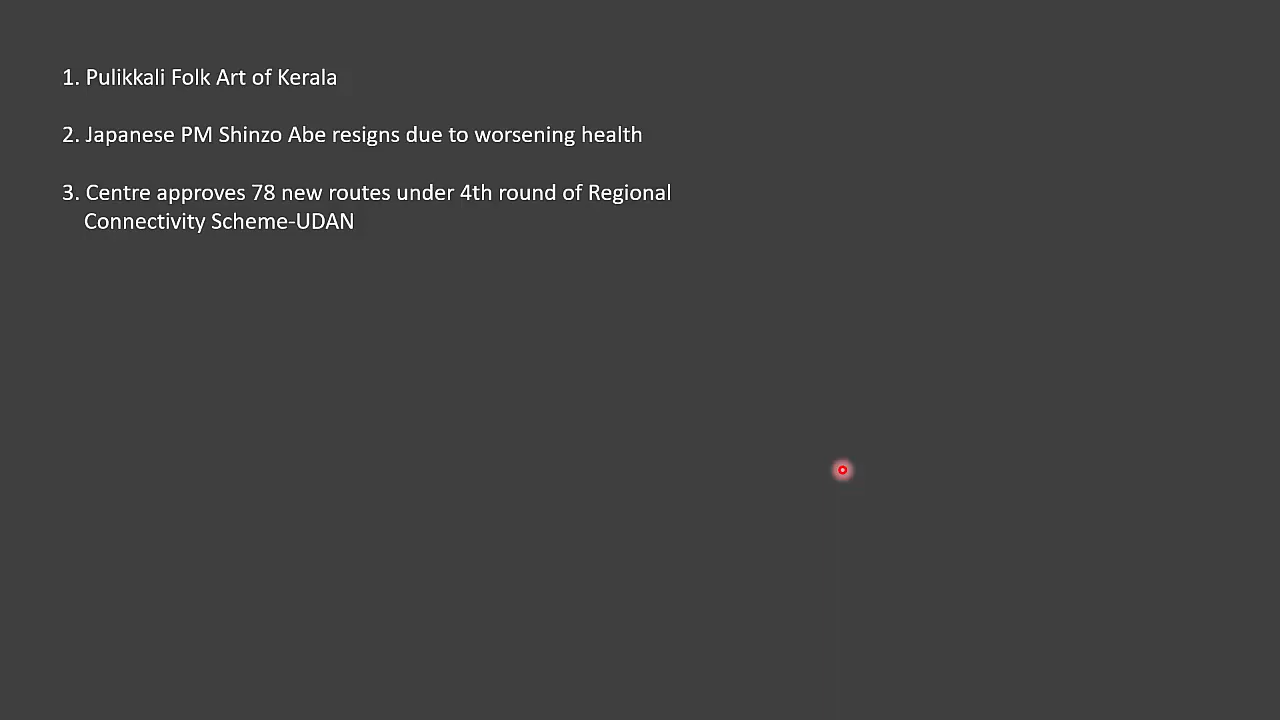 1. Pulikkali Folk Art of Kerala
2. Japanese PM Shinzo Abe resigns due to worsening health
3. Centre approves 78 new routes under 4th round of Regional
Connectivity Scheme-UDAN